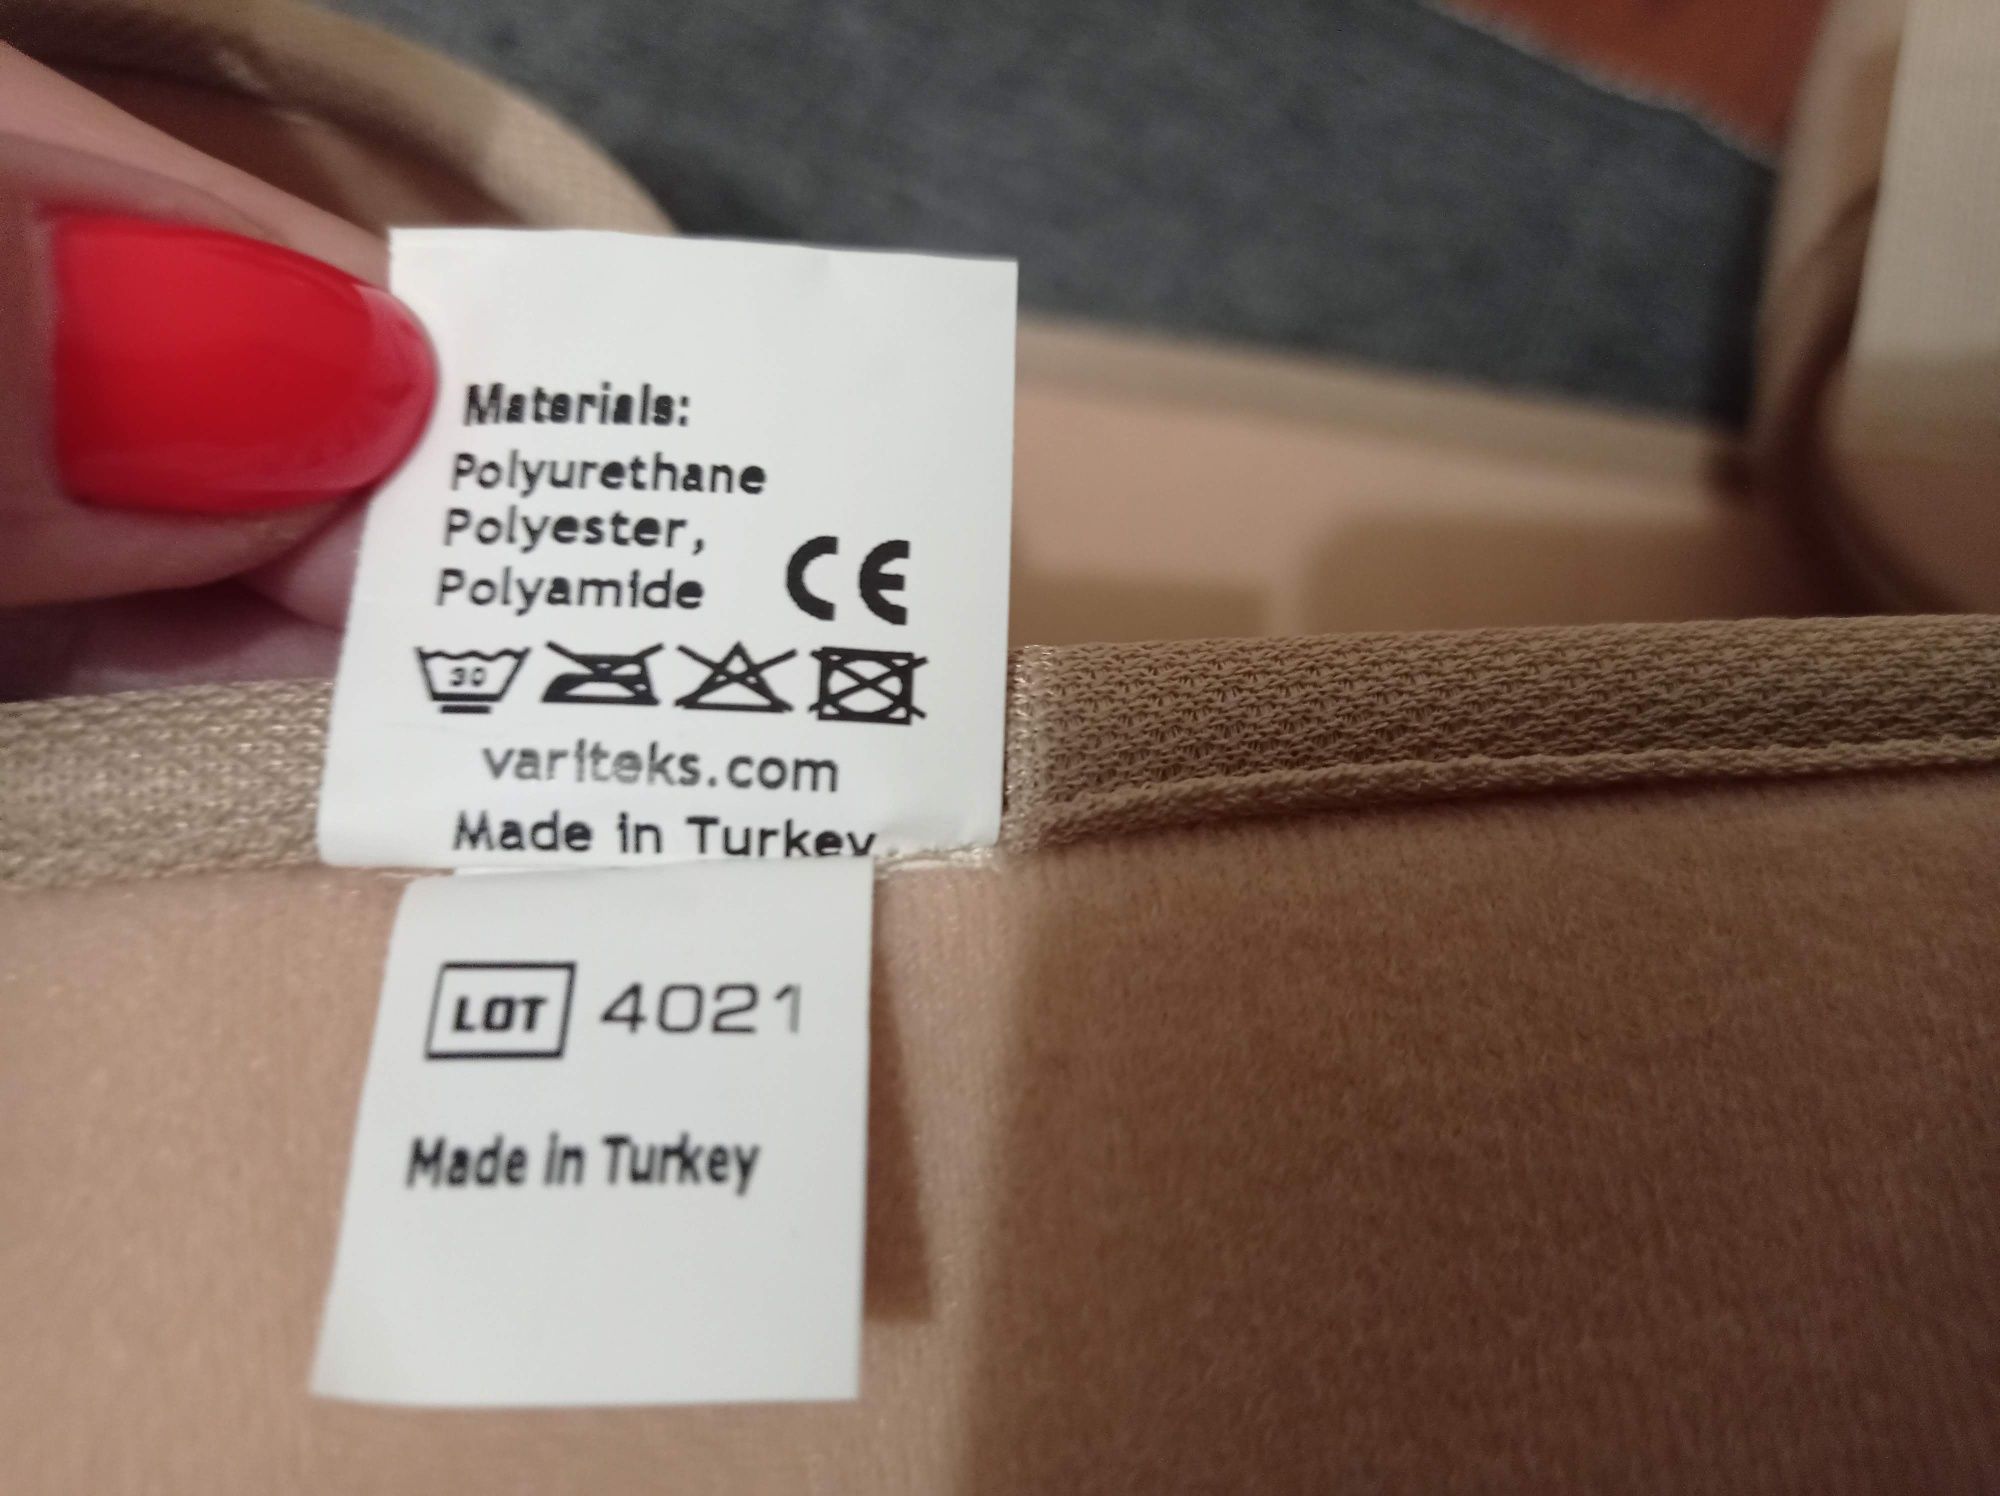 Materials:
Polyurethane
Polyester,
Polyamide
CE
30
variteks.com
Made in Turkey
LOT 4021
Made in Turkey